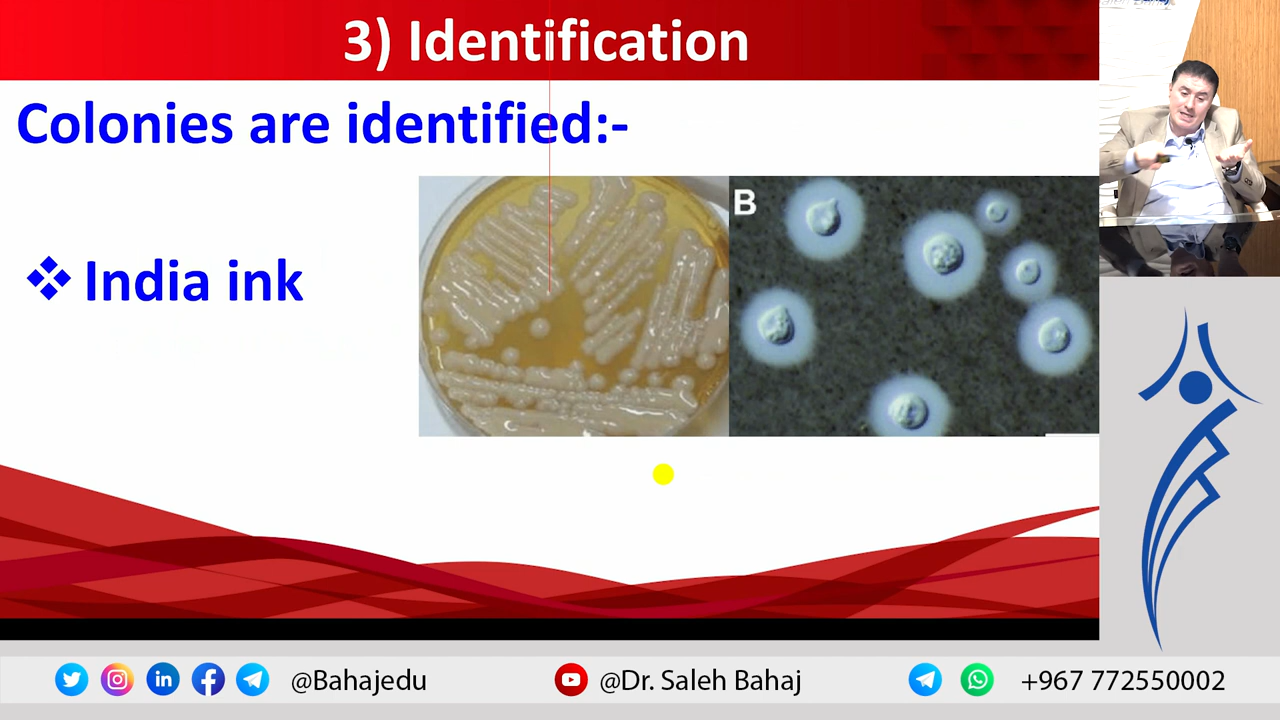 3) Identification
Colonies are identified:-
❖ India ink
B
@Bahajedu
@Dr. Saleh Bahaj
+967 772550002